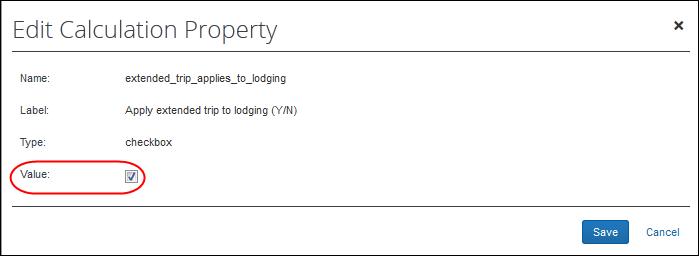 Edit Calculation Property
Name: extended_trip_applies_to_lodging
Label: Apply extended trip to lodging (Y/N)
Type: checkbox
Value:
Save Cancel